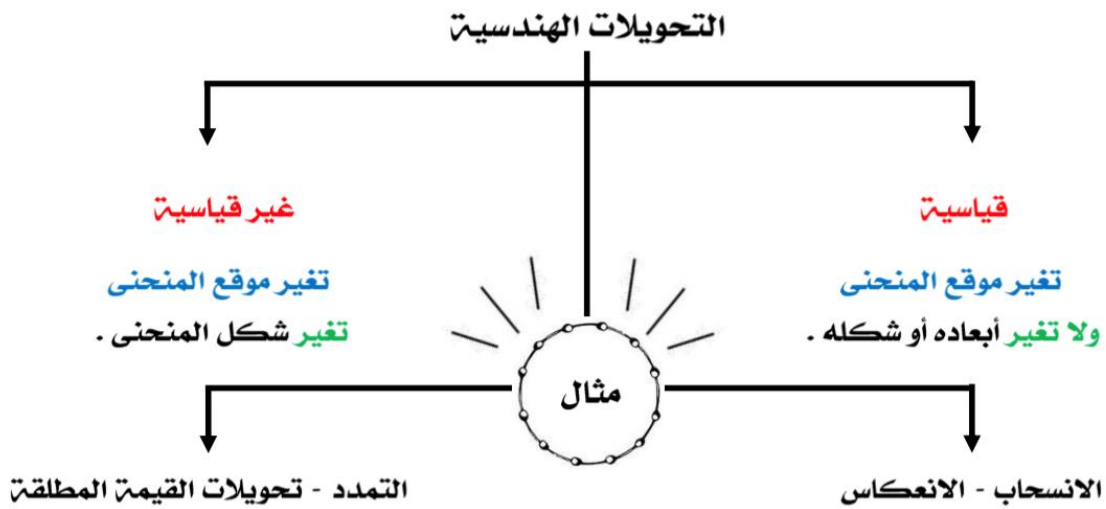 التحويلات الهندسية
قياسية
غير قياسية
تغير موقع المنحنى
ولا تغير أبعاده أو شكله .
تغير موقع المنحنى
تغير شكل المنحنى .
مثال
الانسحاب - الانعكاس
التمدد - تحويلات القيمة المطلقة